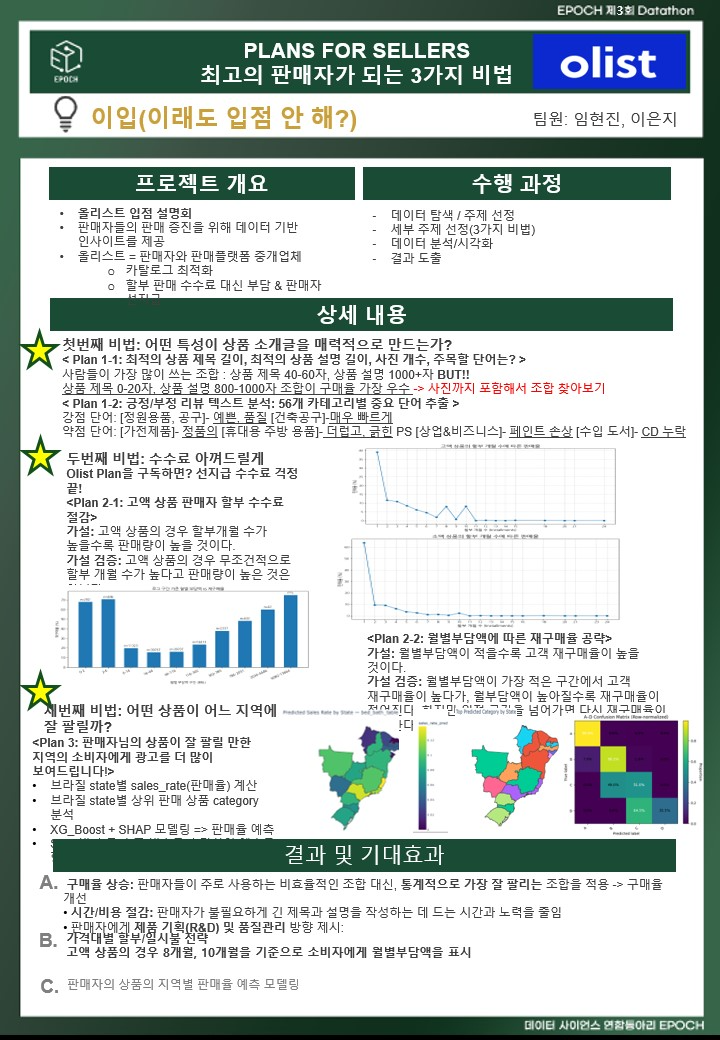 EPOCH 제3회 Datathon
EPOCH
PLANS FOR SELLERS
최고의 판매자가 되는 3가지 비법
olist
이입(이래도 입점 안 해?)
팀원: 임현진, 이은지
프로젝트 개요
• 올리스트 입점 설명회
• 판매자들의 판매 증진을 위해 데이터 기반
인사이트를 제공
• 올리스트 = 판매자와 판매플랫폼 중개업체
o 카탈로그 최적화
o 할부 판매 수수료 대신 부담 & 판매자
수행 과정
- 데이터 탐색 / 주제 선정
- 세부 주제 선정(3가지 비법)
- 데이터 분석/시각화
- 결과 도출
상세 내용
첫번째 비법: 어떤 특성이 상품 소개글을 매력적으로 만드는가?
< Plan 1-1: 최적의 상품 제목 길이, 최적의 상품 설명 길이, 사진 개수, 주목할 단어는? >
사람들이 가장 많이 쓰는 조합 : 상품 제목 40-60자, 상품 설명 1000+자 BUT!!
상품 제목 0-20자, 상품 설명 800-1000자 조합이 구매율 가장 우수 -> 사진까지 포함해서 조합 찾아보기
< Plan 1-2: 긍정/부정 리뷰 텍스트 분석: 56개 카테고리별 중요 단어 추출 >
강점 단어: [정원용품, 공구]- 예쁜, 품질 [건축공구]-매우 빠르게
약점 단어: [가전제품]- 정품의 [휴대용 주방 용품]- 더럽고, 긁힌 PS [상업&비즈니스]- 페인트 손상 [수입 도서]- CD 누락
두번째 비법: 수수료 아껴드릴게
Olist Plan을 구독하면? 선지급 수수료 걱정
끝!
<Plan 2-1: 고액 상품 판매자 할부 수수료
절감>
가설: 고액 상품의 경우 할부개월 수가
높을수록 판매량이 높을 것이다.
가설 검증: 고액 상품의 경우 무조건적으로
할부 개월 수가 높다고 판매량이 높은 것은
고액 상품의 할부 개월 수에 따른 판매율
소액 상품의 할부 개월 수에 따른 판매율
<Plan 2-2: 월별부담액에 따른 재구매율 공략>
가설: 월별부담액이 적을수록 고객 재구매율이 높을
것이다.
가설 검증: 월별부담액이 가장 적은 구간에서 고객
재구매율이 높다가, 월부담액이 높아질수록 재구매율이
세번째 비법: 어떤 상품이 어느 지역에
잘 팔릴까?
<Plan 3: 판매자님의 상품이 잘 팔릴 만한
지역의 소비자에게 광고를 더 많이
보여드립니다!>
• 브라질 state별 sales_rate(판매율) 계산
• 브라질 state별 상위 판매 상품 category
분석
• XG_Boost + SHAP 모델링 => 판매율 예측
Predicted Sales Rate by State
Top Predicted Category by State
A-D Confusion Matrix (Row-normalized)
True label
Predicted label
결과 및 기대효과
A. 구매율 상승: 판매자들이 주로 사용하는 비효율적인 조합 대신, 통계적으로 가장 잘 팔리는 조합을 적용 -> 구매율
개선
• 시간/비용 절감: 판매자가 불필요하게 긴 제목과 설명을 작성하는 데 드는 시간과 노력을 줄임
• 판매자에게 제품 기획(R&D) 및 품질관리 방향 제시:
B. 가격대별 할부/일시불 전략
고액 상품의 경우 8개월, 10개월을 기준으로 소비자에게 월별부담액을 표시
C. 판매자의 상품의 지역별 판매율 예측 모델링
데이터 사이언스 연합동아리 EPOCH